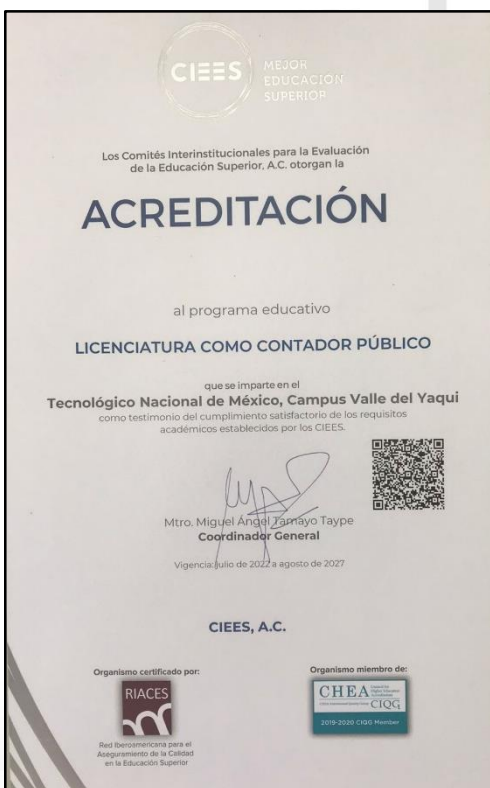 CIEES
MEJOR
EDUCACIÓN
SUPERIOR
Los Comités Interinstitucionales para la Evaluación
de la Educación Superior, A.C. otorgan la
ACREDITACIÓN
al programa educativo
LICENCIATURA COMO CONTADOR PÚBLICO
que se imparte en el
Tecnológico Nacional de México, Campus Valle del Yaqui
como testimonio del cumplimiento satisfactorio de los requisitos
académicos establecidos por los CIEES.
Mtro. Miguel Ángel Tamayo Taype
Coordinador General
Vigencia: julio de 2022 a agosto de 2027
CIEES, A.C.
Organismo certificado por:
RIACES
Red Iberoamericana para el
Aseguramiento de la Calidad
en la Educación Superior
Organismo miembro de:
CHEA
CIQG
2019-2020 CIQG Member